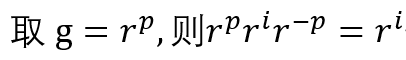 取 g = r^p,则r^p r^i r^{-p} = r^i